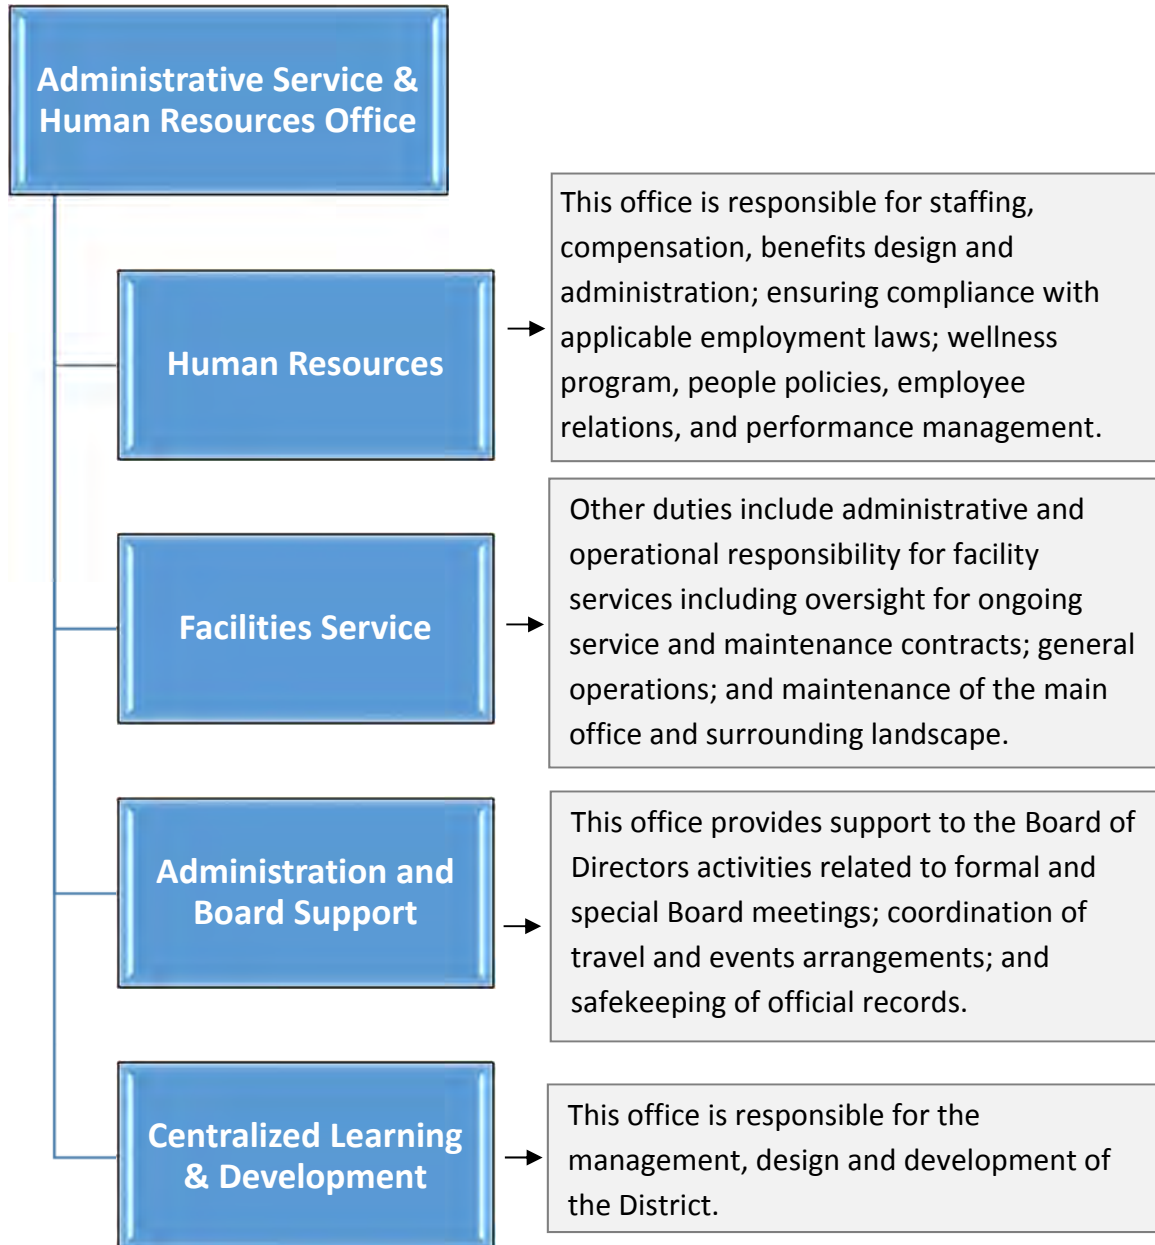 Administrative Service &
Human Resources Office
This office is responsible for staffing,
compensation, benefits design and
administration; ensuring compliance with
applicable employment laws; wellness
program, people policies, employee
relations, and performance management.
Human Resources
Other duties include administrative and
operational responsibility for facility
services including oversight for ongoing
service and maintenance contracts; general
operations; and maintenance of the main
office and surrounding landscape.
Facilities Service
This office provides support to the Board of
Directors activities related to formal and
special Board meetings; coordination of
travel and events arrangements; and
safekeeping of official records.
Administration and
Board Support
This office is responsible for the
management, design and development of
the District.
Centralized Learning
& Development